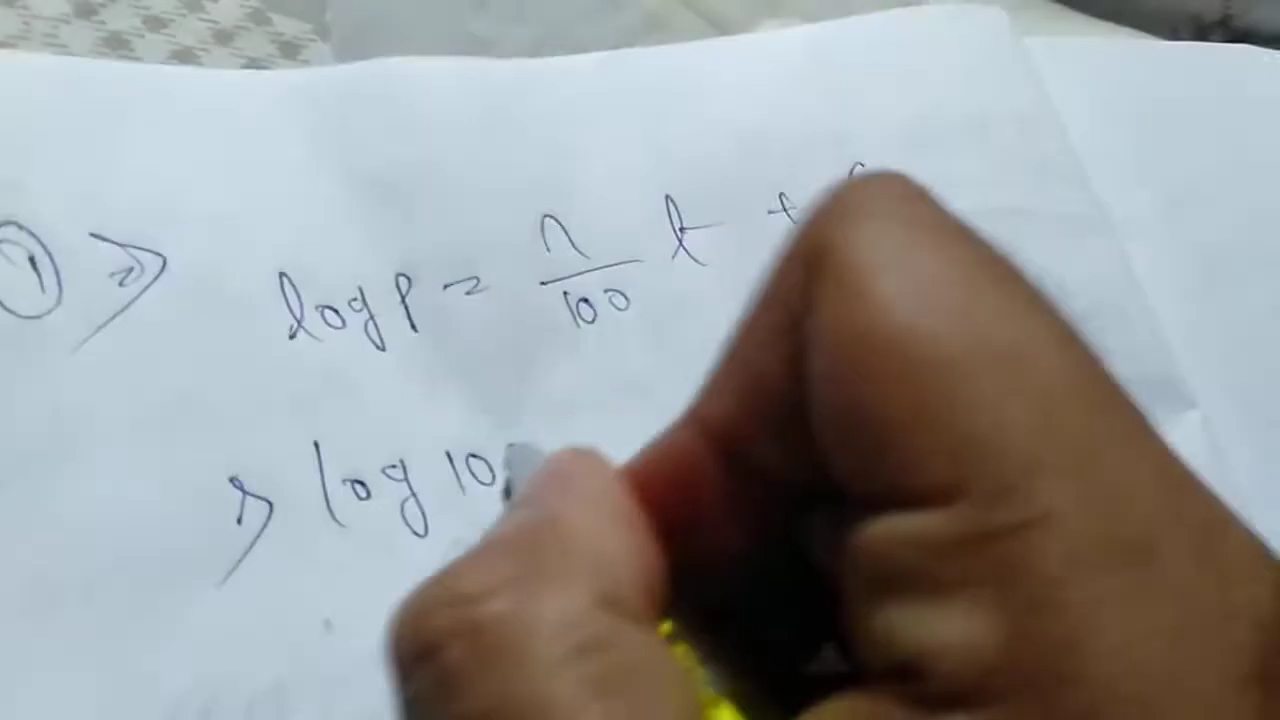 ① ⇒ log P = r/100 t +
⇒ log 10